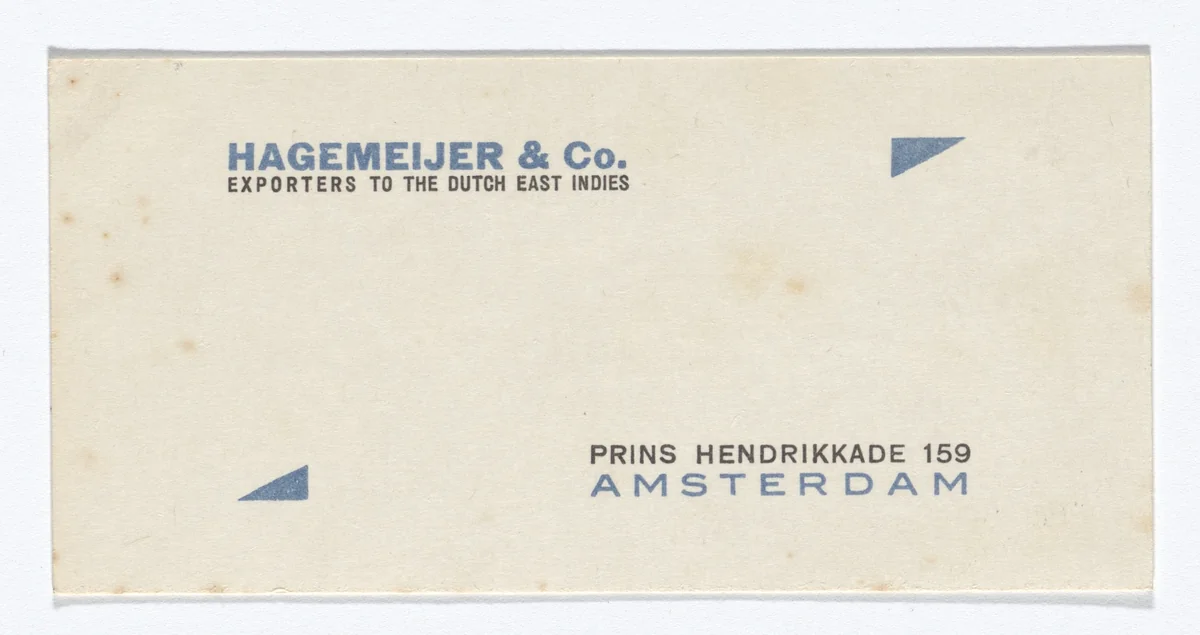 HAGEMEIJER & Co.
EXPORTERS TO THE DUTCH EAST INDIES
PRINS HENDRIKKADE 159
AMSTERDAM